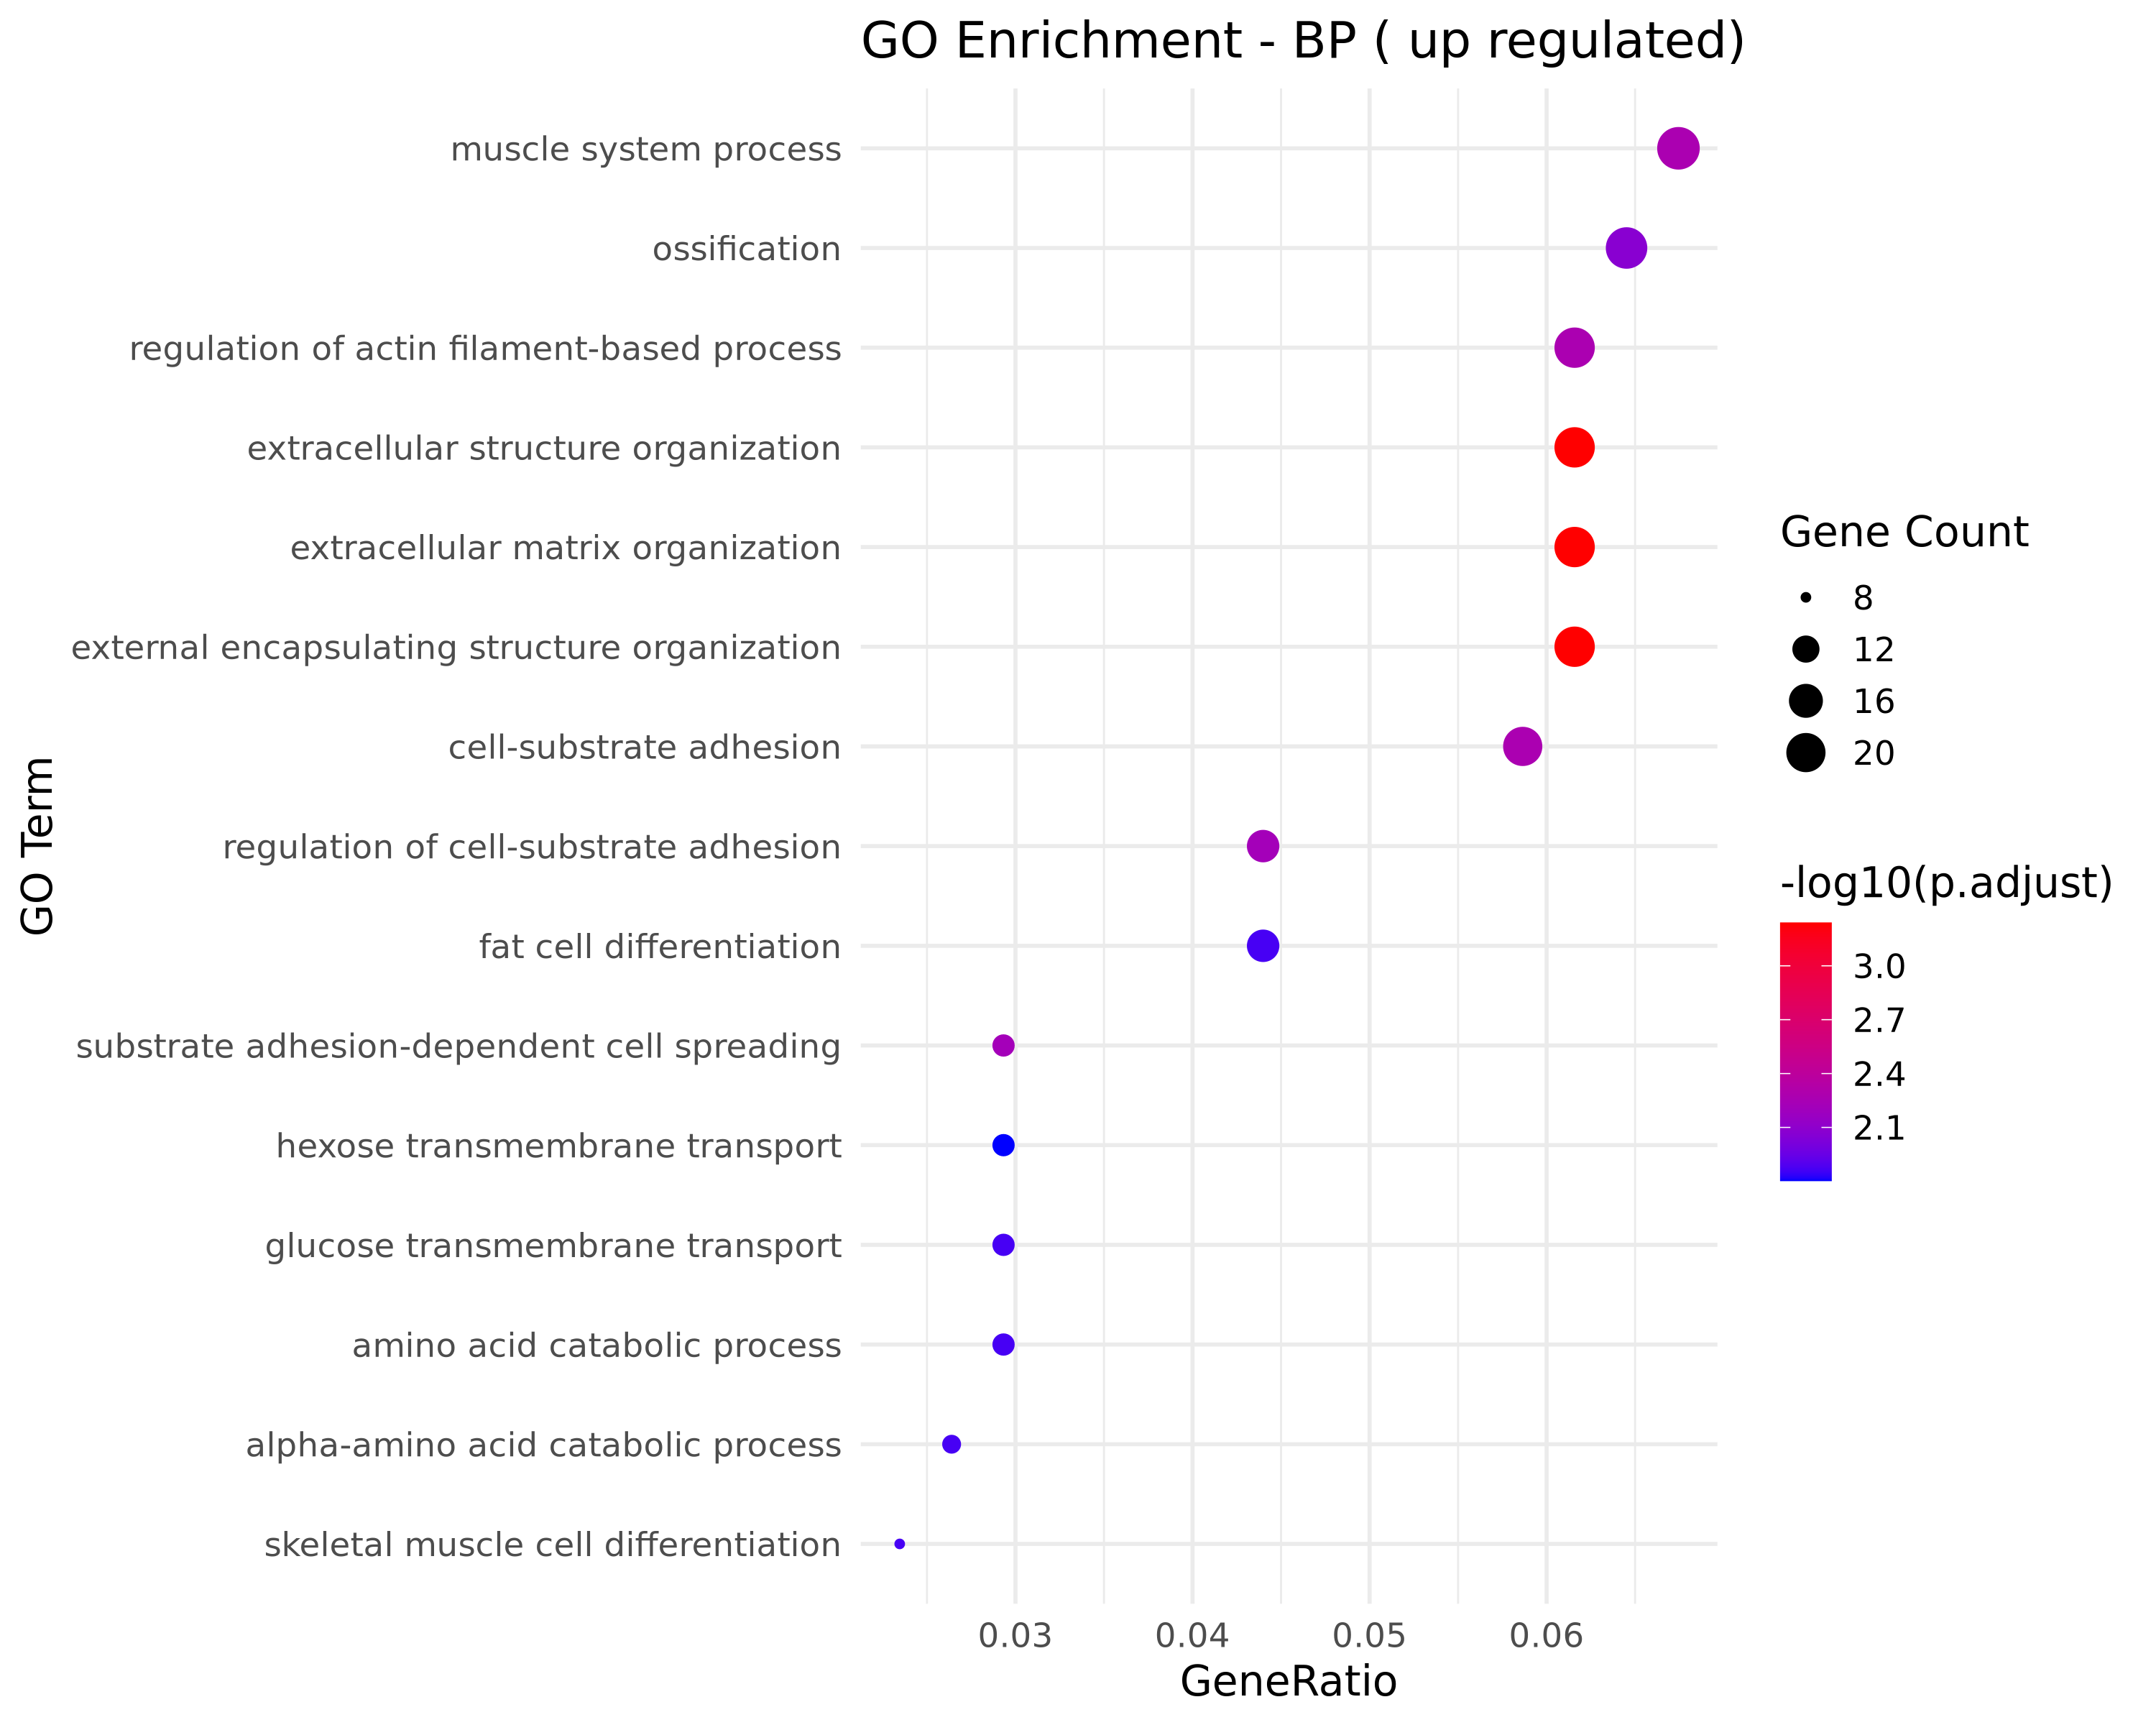 GO Enrichment - BP ( up regulated)
GO Term
muscle system process
ossification
regulation of actin filament-based process
extracellular structure organization
extracellular matrix organization
external encapsulating structure organization
cell-substrate adhesion
regulation of cell-substrate adhesion
fat cell differentiation
substrate adhesion-dependent cell spreading
hexose transmembrane transport
glucose transmembrane transport
amino acid catabolic process
alpha-amino acid catabolic process
skeletal muscle cell differentiation
0.03 0.04 0.05 0.06
GeneRatio
Gene Count
8
12
16
20
-log10(p.adjust)
3.0
2.7
2.4
2.1